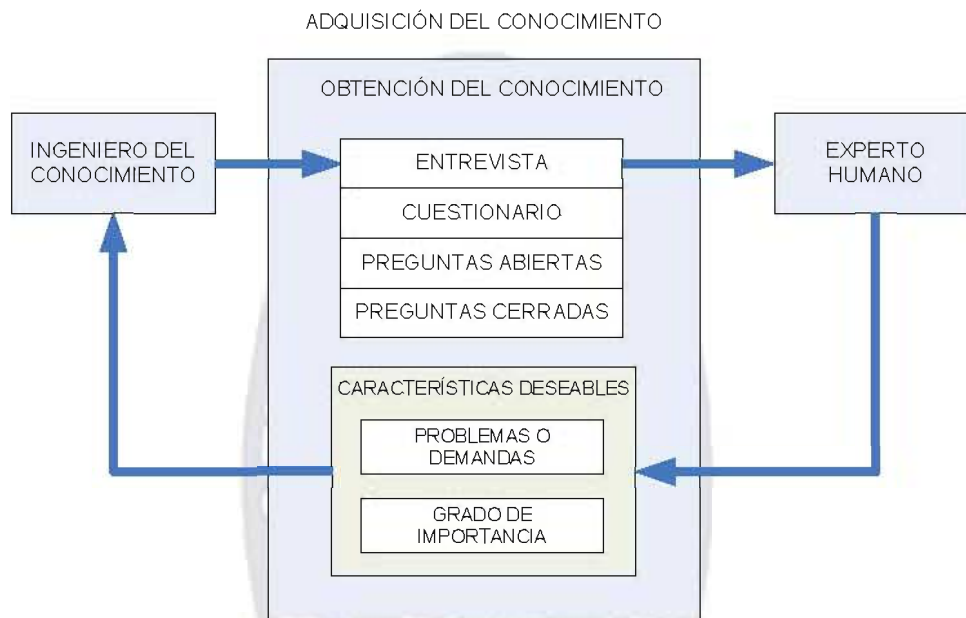 ADQUISICIÓN DEL CONOCIMIENTO
OBTENCIÓN DEL CONOCIMIENTO
INGENIERO DEL
CONOCIMIENTO
ENTREVISTA
CUESTIONARIO
PREGUNTAS ABIERTAS
PREGUNTAS CERRADAS
EXPERTO
HUMANO
CARACTERÍSTICAS DESEABLES
PROBLEMAS O
DEMANDAS
GRADO DE
IMPORTANCIA